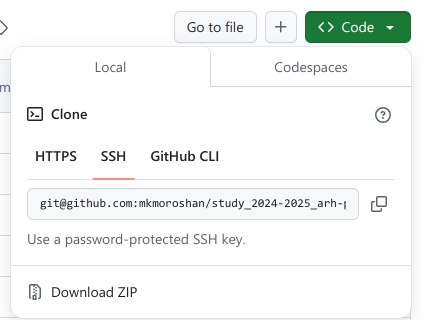 Go to file
+
<> Code
m
Local
Codespaces
Clone
HTTPS
SSH
GitHub CLI
git@github.com:mkmoroshan/study_2024-2025_arh-
Use a password-protected SSH key.
Download ZIP